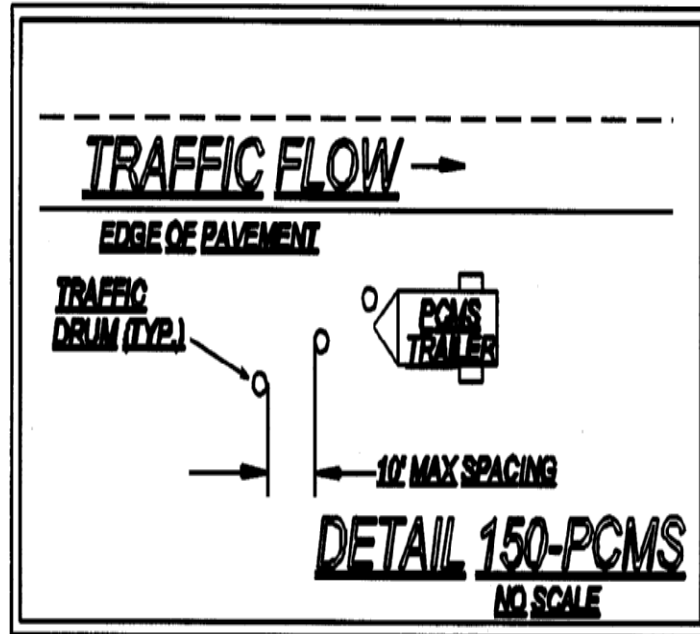 TRAFFIC FLOW
EDGE OF PAVEMENT
TRAFFIC
DRUM (TYP.)
PCMS
TRAILER
10' MAX SPACING
DETAIL 150-PCMS
NO SCALE